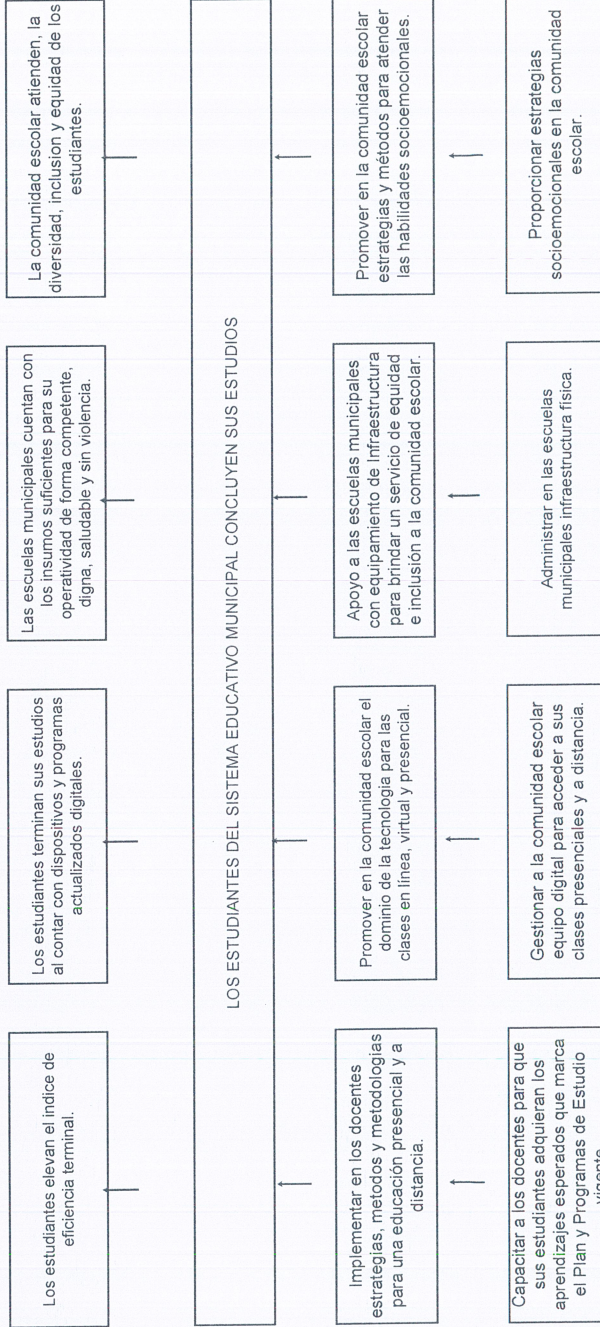 Los estudiantes elevan el indice de
eficiencia terminal.
Los estudiantes terminan sus estudios
al contar con dispositivos y programas
actualizados digitales.
Las escuelas municipales cuentan con
los insumos suficientes para su
operatividad de forma competente,
digna, saludable y sin violencia.
La comunidad escolar atienden, la
diversidad, inclusion y equidad de los
estudiantes.
LOS ESTUDIANTES DEL SISTEMA EDUCATIVO MUNICIPAL CONCLUYEN SUS ESTUDIOS
Implementar en los docentes
estrategias, metodos y metodologías
para una educación presencial y a
distancia.
Promover en la comunidad escolar el
dominio de la tecnología para las
clases en línea, virtual y presencial.
Apoyo a las escuelas municipales
con equipamiento de Infraestructura
para brindar un servicio de equidad
e inclusión a la comunidad escolar.
Promover en la comunidad escolar
estrategias y métodos para atender
las habilidades socioemocionales.
Capacitar a los docentes para que
sus estudiantes adquieran los
aprendizajes esperados que marca
el Plan y Programas de Estudio
vigente
Gestionar a la comunidad escolar
equipo digital para acceder a sus
clases presenciales y a distancia.
Administrar en las escuelas
municipales infraestructura física.
Proporcionar estrategias
socioemocionales en la comunidad
escolar.